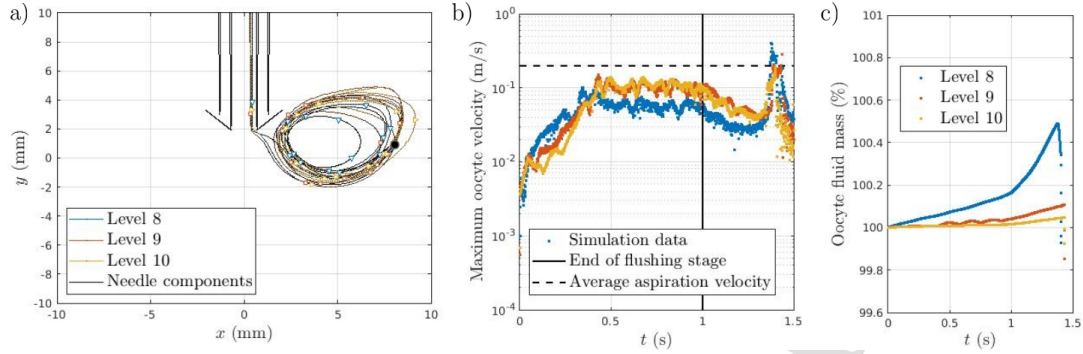 a)
10
8
6
4
2
0
-2
-4
-6
-8
-10
y (mm)
Level 8
Level 9
Level 10
Needle components
-10
-5
0
5
10
x (mm)
b)
10⁰
10⁻¹
10⁻²
10⁻³
10⁻⁴
Maximum oocyte velocity (m/s)
Simulation data
End of flushing stage
Average aspiration velocity
0
0.5
1
1.5
t (s)
c)
101
100.8
100.6
100.4
100.2
100
99.8
99.6
Oocyte fluid mass (%)
Level 8
Level 9
Level 10
0
0.5
1
1.5
t (s)